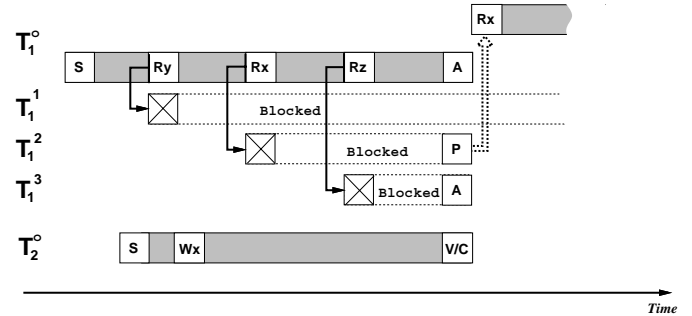 Rx
T₁° S Ry Rx Rz A
T₁¹ Blocked
T₁² Blocked P
T₁³ Blocked A
T₂° S Wx V/C
Time